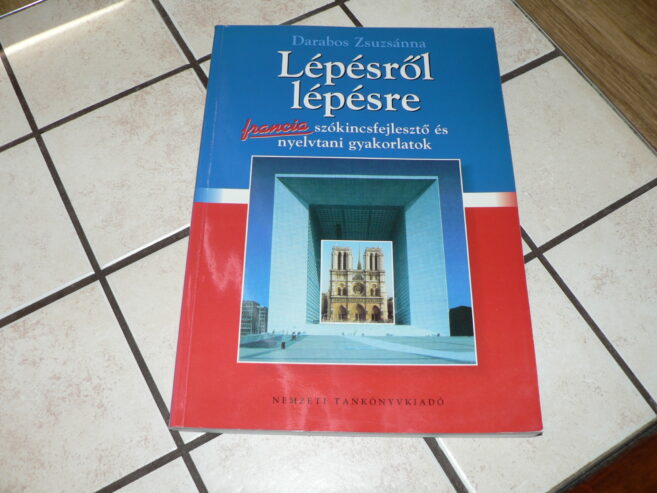 Darabos Zsuzsánna
Lépésről
lépésre
francia szókincsfejlesztő és
nyelvtani gyakorlatok
NEMZETI TANKÖNYVKIADÓ